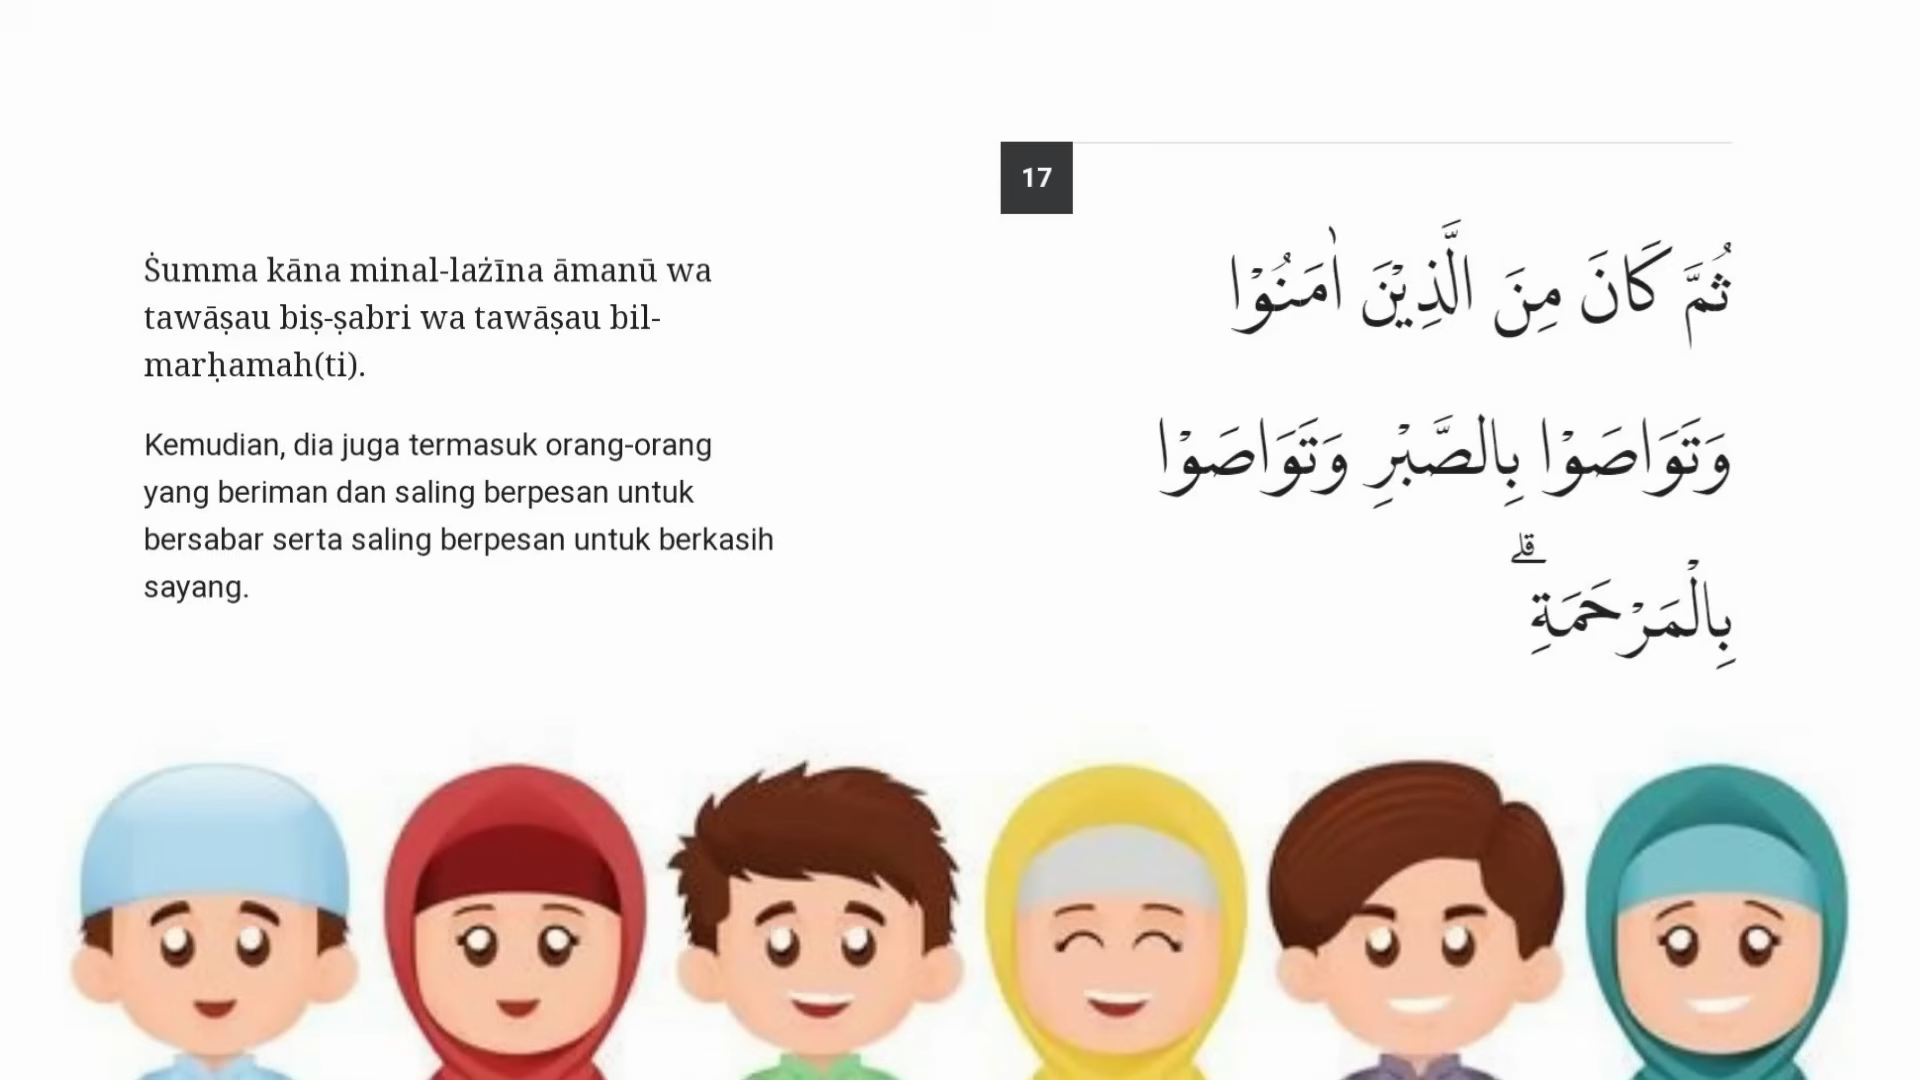 Ṡumma kāna minal-lażīna āmanū wa
tawāṣau biṣ-ṣabri wa tawāṣau bil-
marḥamah(ti).
Kemudian, dia juga termasuk orang-orang
yang beriman dan saling berpesan untuk
bersabar serta saling berpesan untuk berkasih
sayang.
17
ثُمَّ كَانَ مِنَ الَّذِيْنَ اٰمَنُوْا
وَتَوَاصَوْا بِالصَّبْرِ وَتَوَاصَوْا
بِالْمَرْحَمَةِۗ